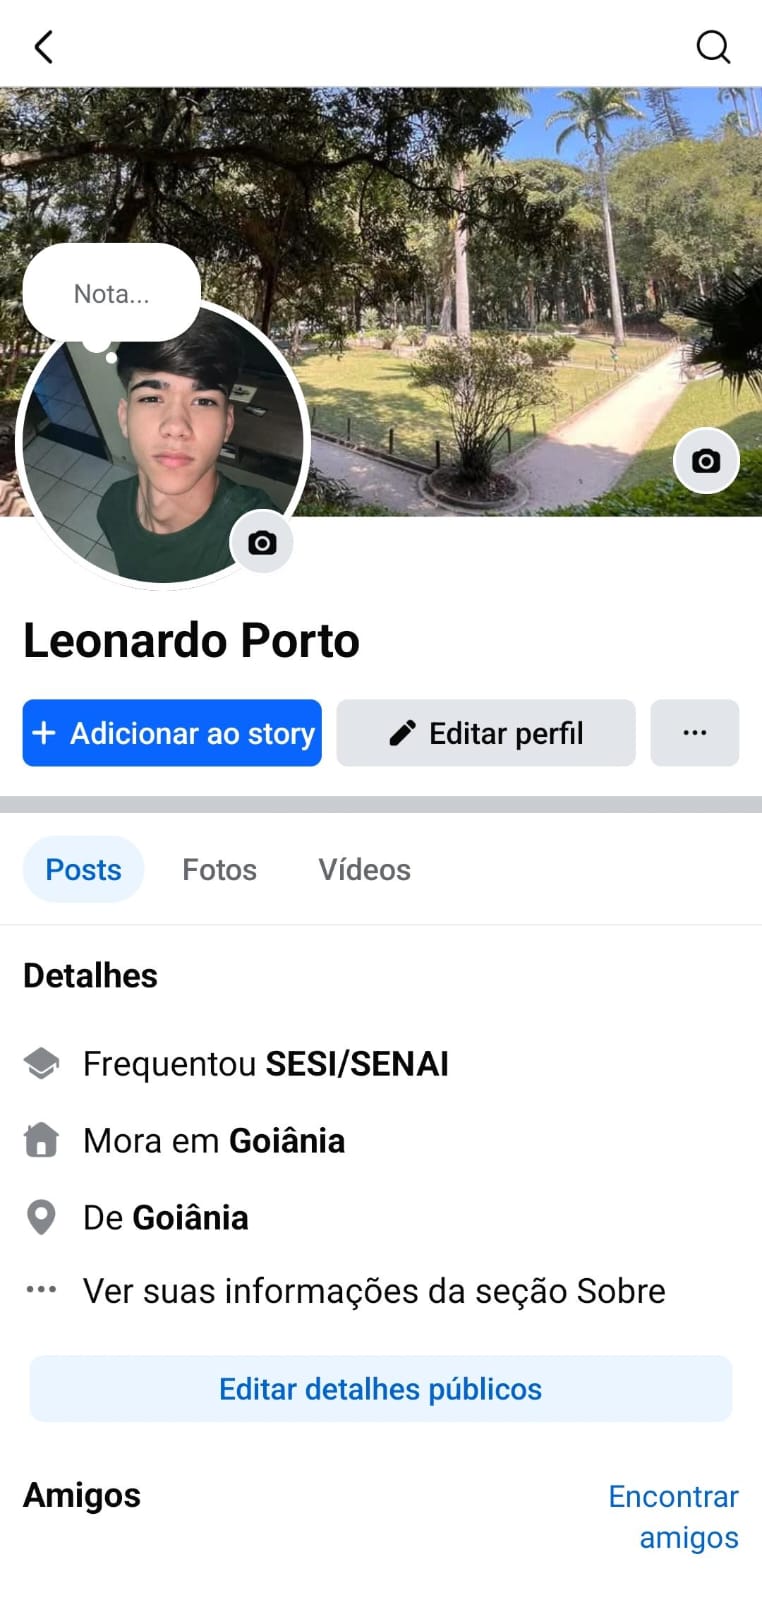 Nota...
Leonardo Porto
+ Adicionar ao story
Editar perfil
...
Posts
Fotos
Vídeos
Detalhes
Frequentou SESI/SENAI
Mora em Goiânia
De Goiânia
... Ver suas informações da seção Sobre
Editar detalhes públicos
Amigos
Encontrar
amigos